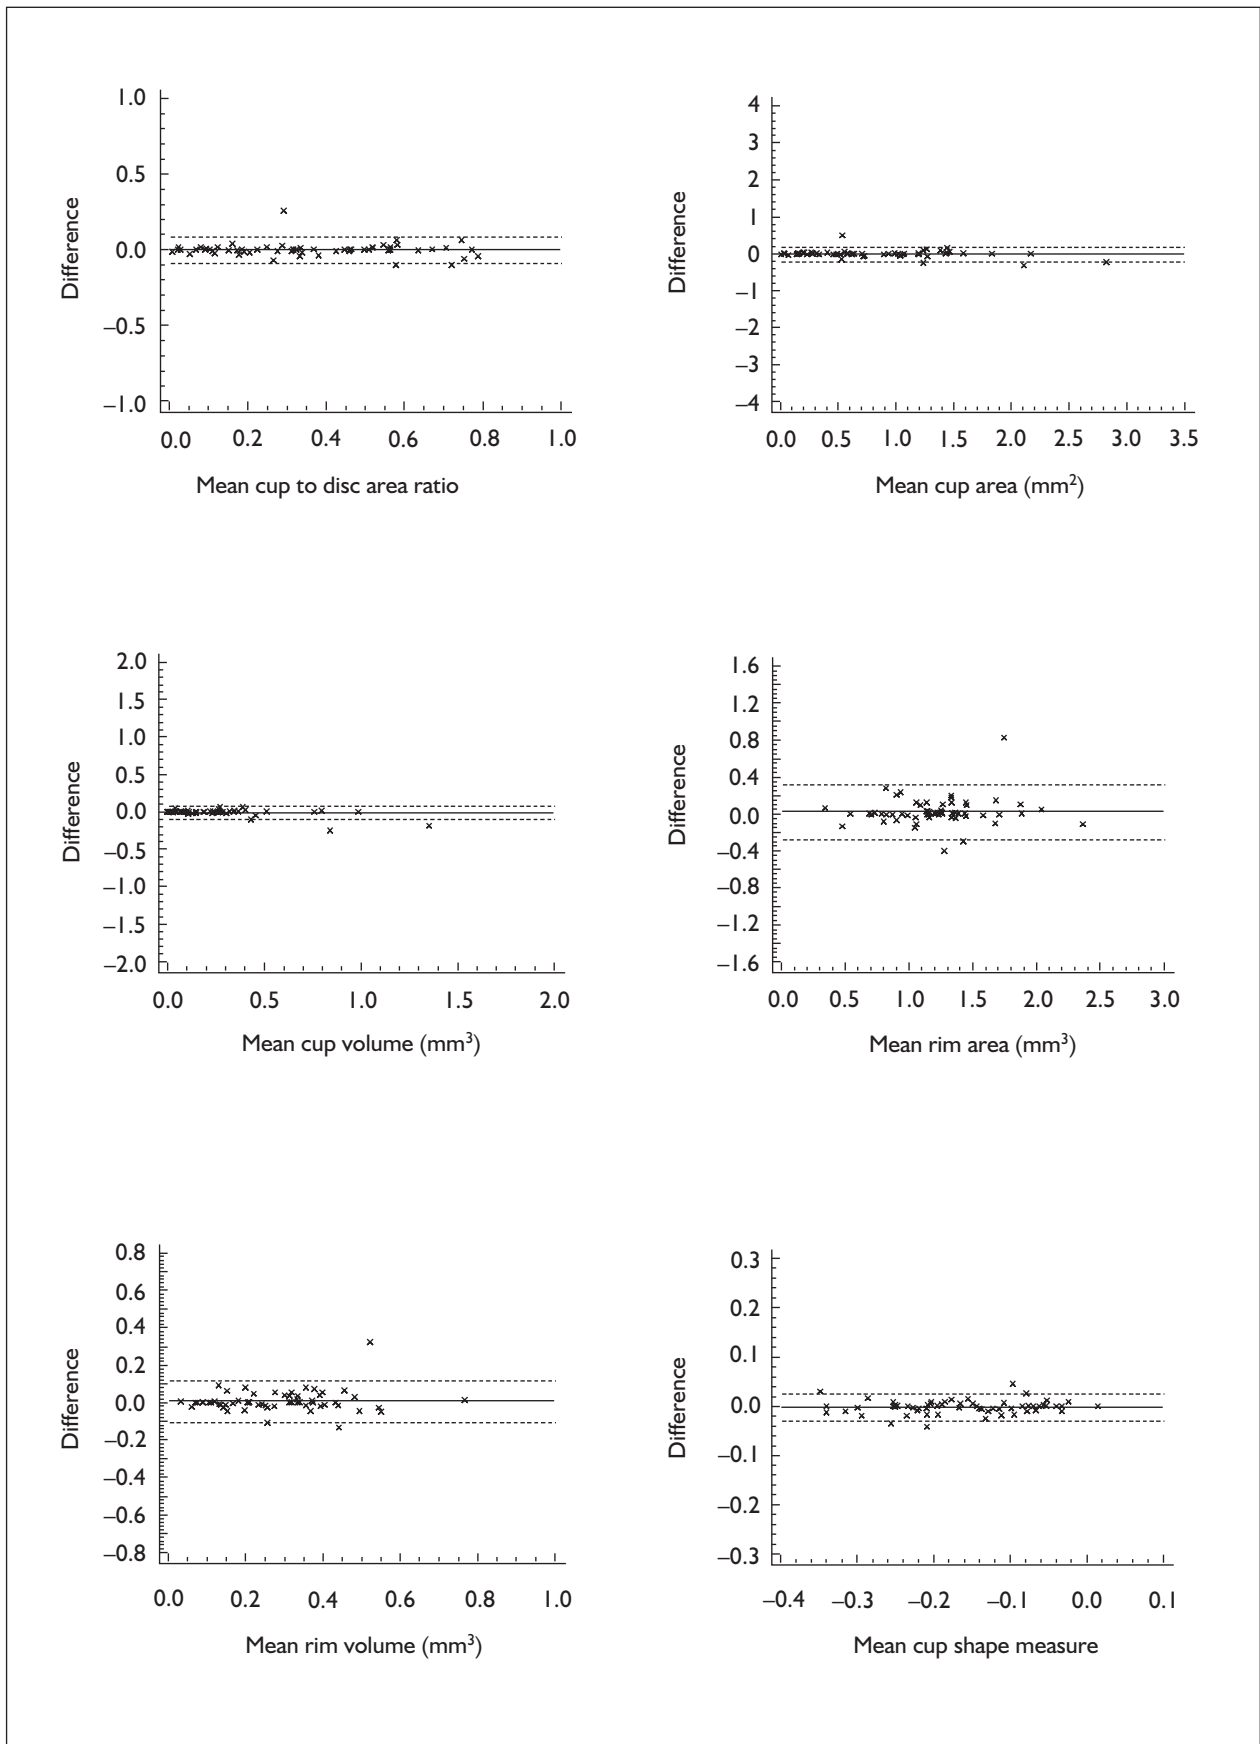 1.0
0.5
0.0
–0.5
–1.0
Difference
0.0 0.2 0.4 0.6 0.8 1.0
Mean cup to disc area ratio
4
3
2
1
0
–1
–2
–3
–4
Difference
0.0 0.5 1.0 1.5 2.0 2.5 3.0 3.5
Mean cup area (mm²)
2.0
1.5
1.0
0.5
0.0
–0.5
–1.0
–1.5
–2.0
Difference
0.0 0.5 1.0 1.5 2.0
Mean cup volume (mm³)
1.6
1.2
0.8
0.4
0.0
–0.4
–0.8
–1.2
–1.6
Difference
0.0 0.5 1.0 1.5 2.0 2.5 3.0
Mean rim area (mm³)
0.8
0.6
0.4
0.2
0.0
–0.2
–0.4
–0.6
–0.8
Difference
0.0 0.2 0.4 0.6 0.8 1.0
Mean rim volume (mm³)
0.3
0.2
0.1
0.0
–0.1
–0.2
–0.3
Difference
–0.4 –0.3 –0.2 –0.1 0.0 0.1
Mean cup shape measure